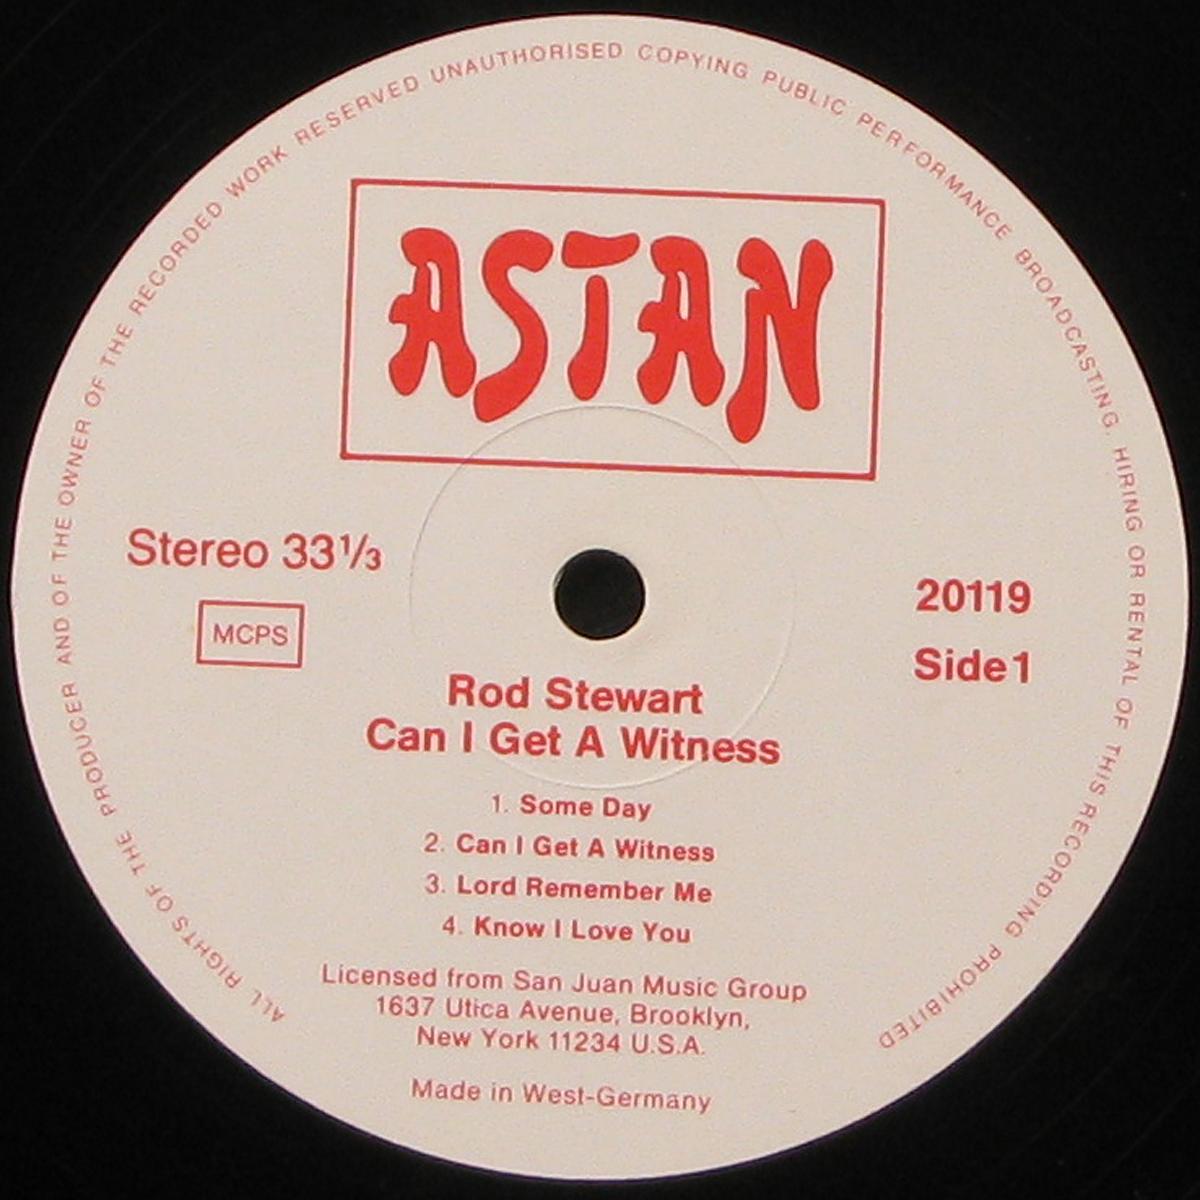 ALL RIGHTS OF THE PRODUCER AND OF THE OWNER OF THE RECORDED WORK RESERVED UNAUTHORISED COPYING PUBLIC PERFORMANCE BROADCASTING, HIRING OR RENTAL OF THIS RECORDING PROHIBITED
ASTAN
Stereo 33⅓
MCPS
20119
Side 1
Rod Stewart
Can I Get A Witness
1. Some Day
2. Can I Get A Witness
3. Lord Remember Me
4. Know I Love You
Licensed from San Juan Music Group
1637 Utica Avenue, Brooklyn,
New York 11234 U.S.A.
Made in West-Germany